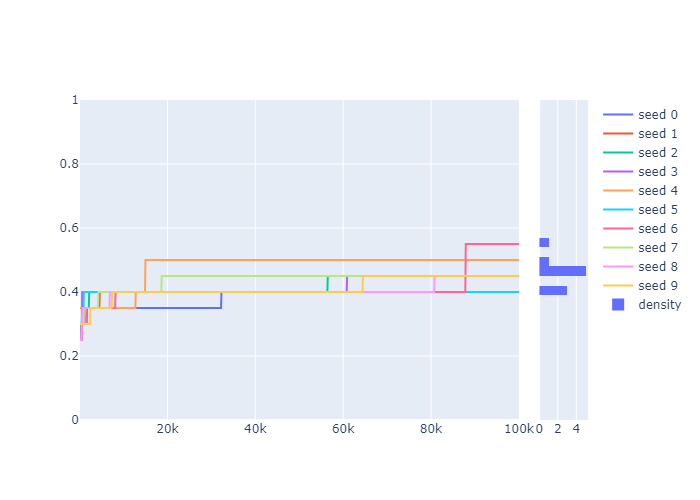 1
0.8
0.6
0.4
0.2
0
20k
40k
60k
80k
100k
0
2
4
seed 0
seed 1
seed 2
seed 3
seed 4
seed 5
seed 6
seed 7
seed 8
seed 9
density